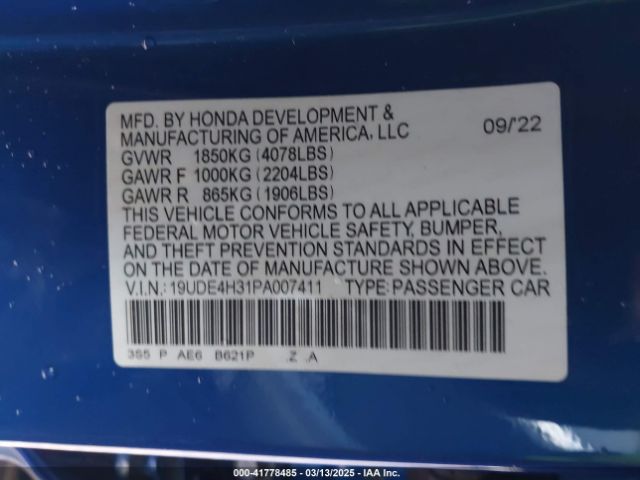 MFD. BY HONDA DEVELOPMENT &
MANUFACTURING OF AMERICA, LLC 09/'22
GVWR 1850KG (4078LBS)
GAWR F 1000KG (2204LBS)
GAWR R 865KG (1906LBS)
THIS VEHICLE CONFORMS TO ALL APPLICABLE
FEDERAL MOTOR VEHICLE SAFETY, BUMPER,
AND THEFT PREVENTION STANDARDS IN EFFECT
ON THE DATE OF MANUFACTURE SHOWN ABOVE.
V.I.N.: 19UDE4H31PA007411 TYPE: PASSENGER CAR
3S5 P AE6 B621P .Z .A
000-41778485 - 03/13/2025 - IAA Inc.